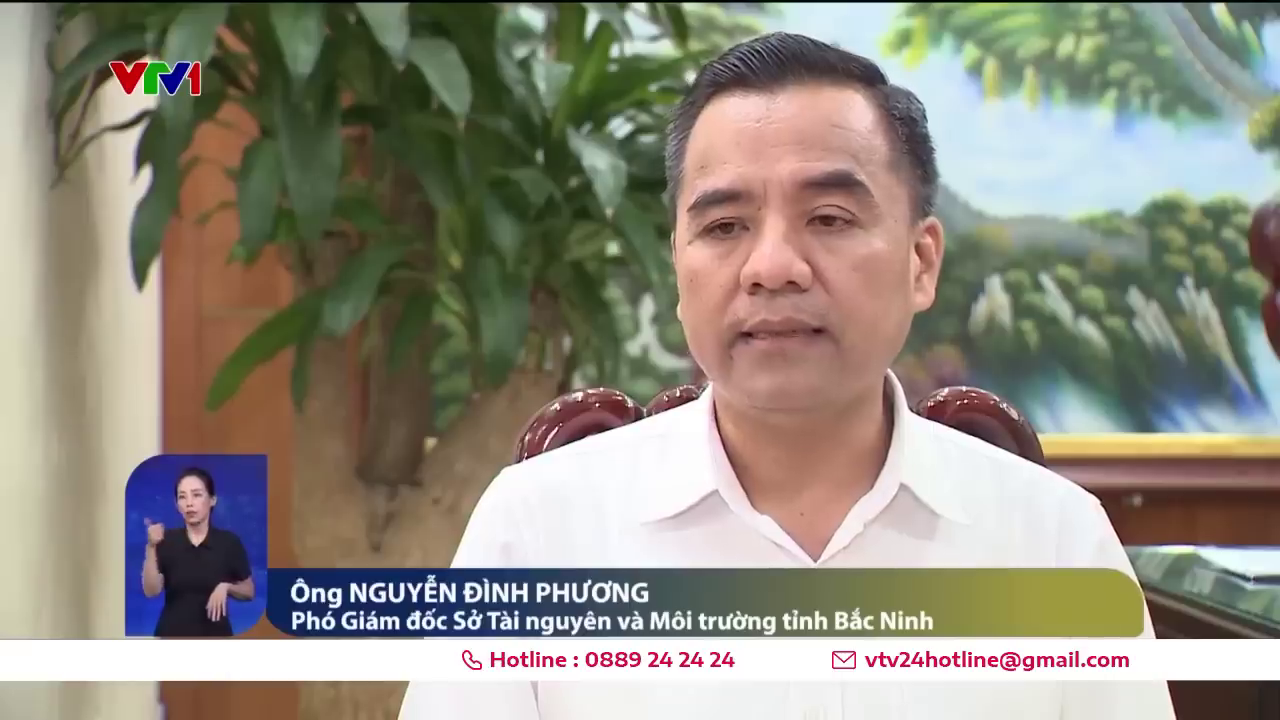 VTV1
Ông NGUYỄN ĐÌNH PHƯƠNG
Phó Giám đốc Sở Tài nguyên và Môi trường tỉnh Bắc Ninh
Hotline : 0889 24 24 24
vtv24hotline@gmail.com